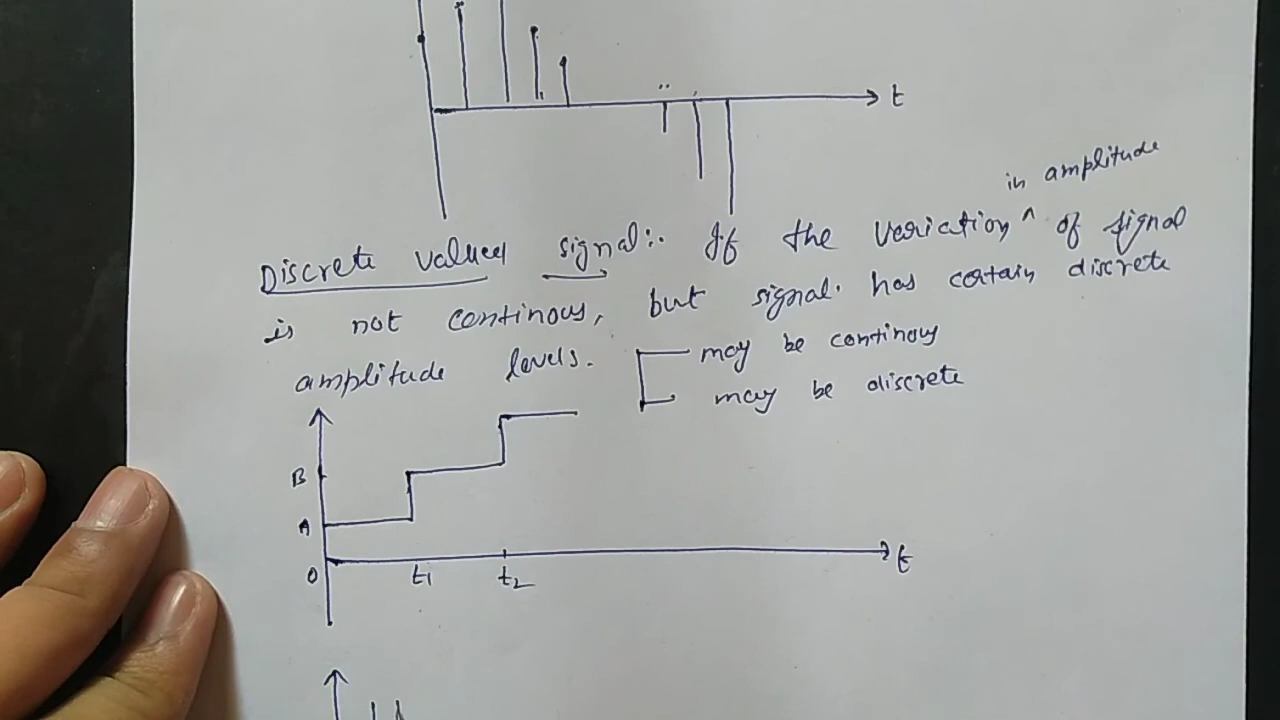 t
in amplitude
Discrete valued signal:. If the variation ^ of signal
is not continous, but signal. has certain discrete
amplitude levels. may be continous
may be discrete
B
A
0 t1 t2 t